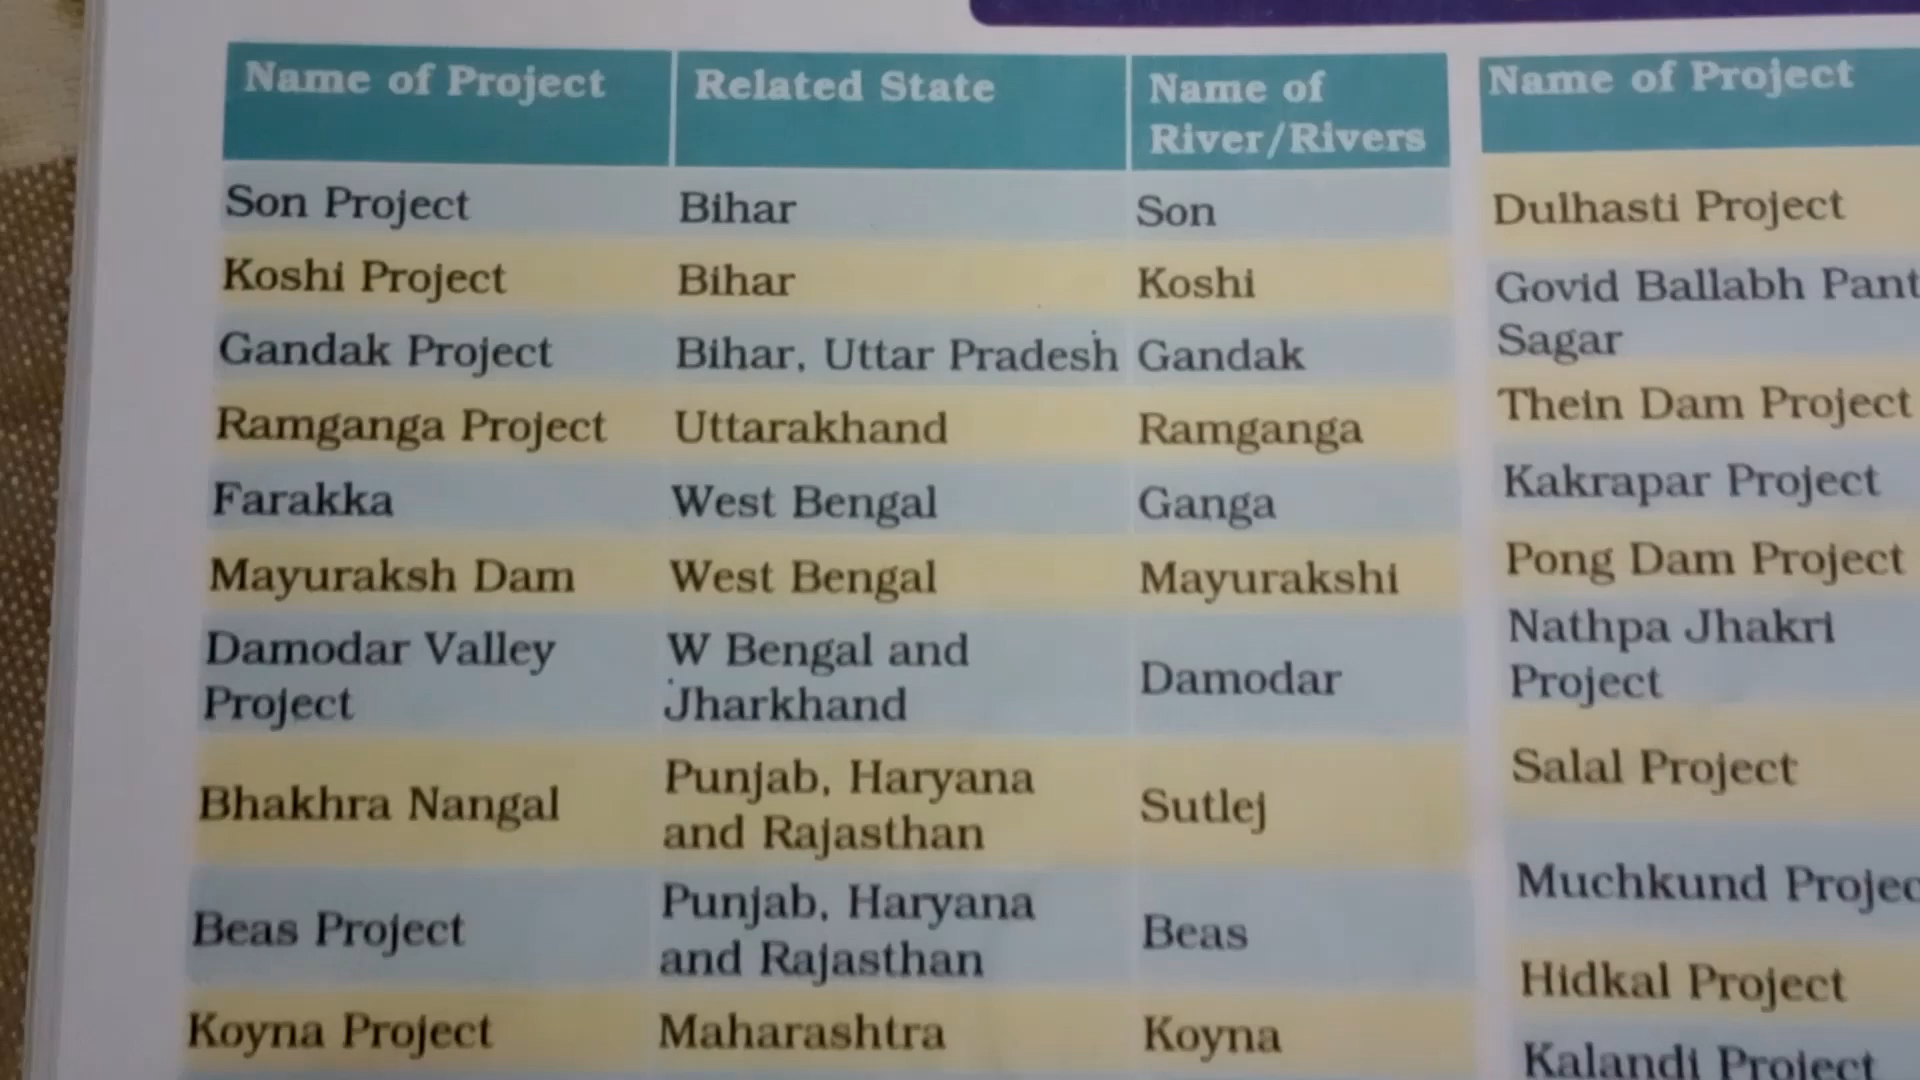 Name of Project Related State Name of River/Rivers
Son Project Bihar Son
Koshi Project Bihar Koshi
Gandak Project Bihar, Uttar Pradesh Gandak
Ramganga Project Uttarakhand Ramganga
Farakka West Bengal Ganga
Mayuraksh Dam West Bengal Mayurakshi
Damodar Valley Project W Bengal and Jharkhand Damodar
Bhakhra Nangal Punjab, Haryana and Rajasthan Sutlej
Beas Project Punjab, Haryana and Rajasthan Beas
Koyna Project Maharashtra Koyna
Name of Project
Dulhasti Project
Govid Ballabh Pant
Sagar
Thein Dam Project
Kakrapar Project
Pong Dam Project
Nathpa Jhakri
Project
Salal Project
Muchkund Projec
Hidkal Project
Kalandi Project